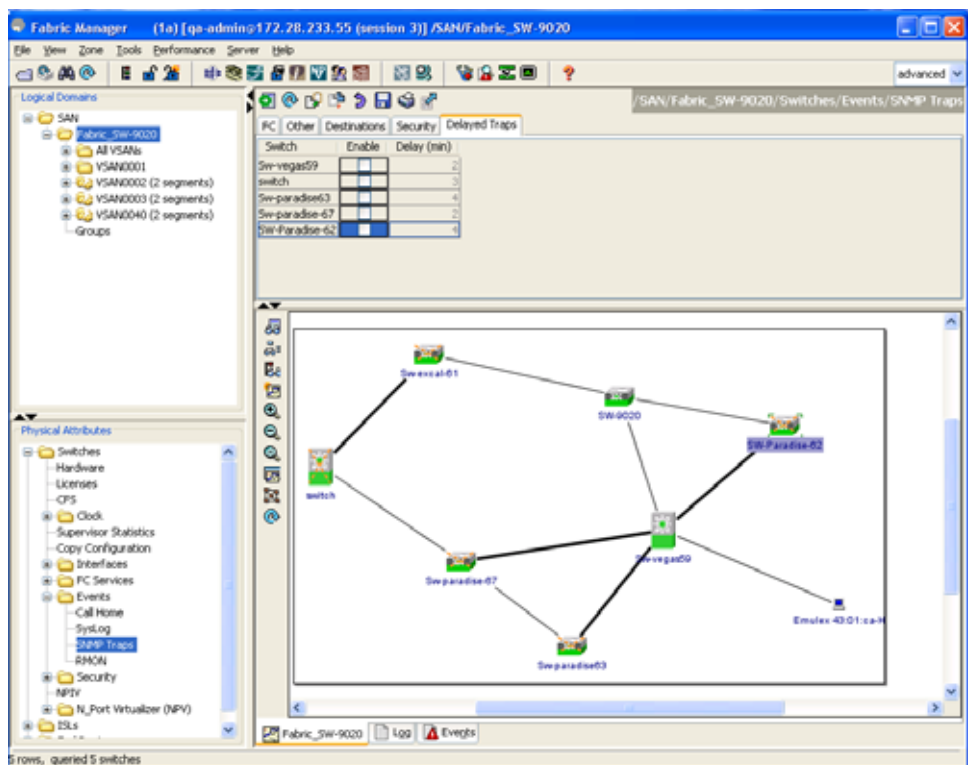 Fabric Manager (1a) [qa-admin@172.28.233.55 (session 3)] /SAN/Fabric_SW-9020
File View Zone Tools Performance Server Help
advanced
Logical Domains
/SAN/Fabric_SW-9020/Switches/Events/SNMP Traps
SAN
Fabric_SW-9020
All VSANs
VSAN0001
VSAN0002 (2 segments)
VSAN0003 (2 segments)
VSAN0040 (2 segments)
Groups
FC Other Destinations Security Delayed Traps
Switch Enable Delay (min)
Sw-vegas59 2
switch 3
Sw-paradise63 4
Sw-paradise-67 2
SW-Paradise-62 4
Physical Attributes
Switches
Hardware
Licenses
CFS
Clock
Supervisor Statistics
Copy Configuration
Interfaces
FC Services
Events
Call Home
SysLog
SNMP Traps
RMON
Security
NPIV
N_Port Virtualizer (NPV)
ISLs
Sw-excal-61
SW-9020
SW-Paradise-62
switch
Sw-vegas59
Sw-paradise-67
Emulex 43:01:ca-H
Sw-paradise63
Fabric_SW-9020 Log Events
5 rows, queried 5 switches